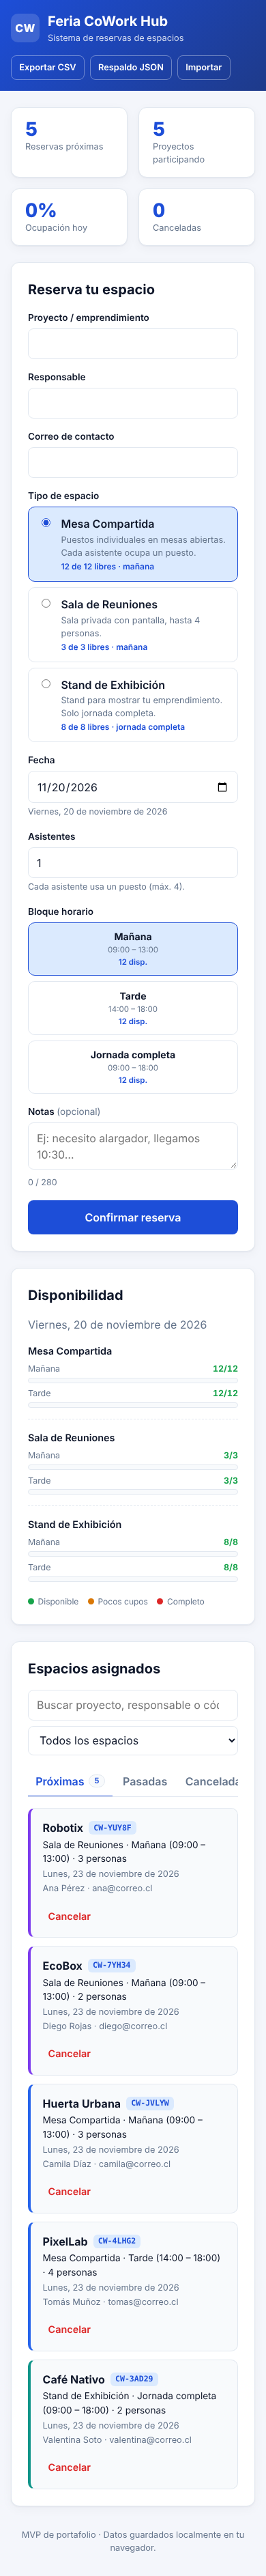 CW
Feria CoWork Hub
Sistema de reservas de espacios
Exportar CSV
Respaldo JSON
Importar
5
Reservas próximas
5
Proyectos
participando
0%
Ocupación hoy
0
Canceladas
Reserva tu espacio
Proyecto / emprendimiento
Responsable
Correo de contacto
Tipo de espacio
Mesa Compartida
Puestos individuales en mesas abiertas.
Cada asistente ocupa un puesto.
12 de 12 libres · mañana
Sala de Reuniones
Sala privada con pantalla, hasta 4
personas.
3 de 3 libres · mañana
Stand de Exhibición
Stand para mostrar tu emprendimiento.
Solo jornada completa.
8 de 8 libres · jornada completa
Fecha
11/20/2026
Viernes, 20 de noviembre de 2026
Asistentes
1
Cada asistente usa un puesto (máx. 4).
Bloque horario
Mañana
09:00 – 13:00
12 disp.
Tarde
14:00 – 18:00
12 disp.
Jornada completa
09:00 – 18:00
12 disp.
Notas (opcional)
Ej: necesito alargador, llegamos
10:30...
0 / 280
Confirmar reserva
Disponibilidad
Viernes, 20 de noviembre de 2026
Mesa Compartida
Mañana 12/12
Tarde 12/12
Sala de Reuniones
Mañana 3/3
Tarde 3/3
Stand de Exhibición
Mañana 8/8
Tarde 8/8
Disponible Pocos cupos Completo
Espacios asignados
Buscar proyecto, responsable o cóc
Todos los espacios
Próximas 5 Pasadas Cancelada
Robotix CW-YUY8F
Sala de Reuniones · Mañana (09:00 –
13:00) · 3 personas
Lunes, 23 de noviembre de 2026
Ana Pérez · ana@correo.cl
Cancelar
EcoBox CW-7YH34
Sala de Reuniones · Mañana (09:00 –
13:00) · 2 personas
Lunes, 23 de noviembre de 2026
Diego Rojas · diego@correo.cl
Cancelar
Huerta Urbana CW-JVLYW
Mesa Compartida · Mañana (09:00 –
13:00) · 3 personas
Lunes, 23 de noviembre de 2026
Camila Díaz · camila@correo.cl
Cancelar
PixelLab CW-4LHG2
Mesa Compartida · Tarde (14:00 – 18:00)
· 4 personas
Lunes, 23 de noviembre de 2026
Tomás Muñoz · tomas@correo.cl
Cancelar
Café Nativo CW-3AD29
Stand de Exhibición · Jornada completa
(09:00 – 18:00) · 2 personas
Lunes, 23 de noviembre de 2026
Valentina Soto · valentina@correo.cl
Cancelar
MVP de portafolio · Datos guardados localmente en tu
navegador.